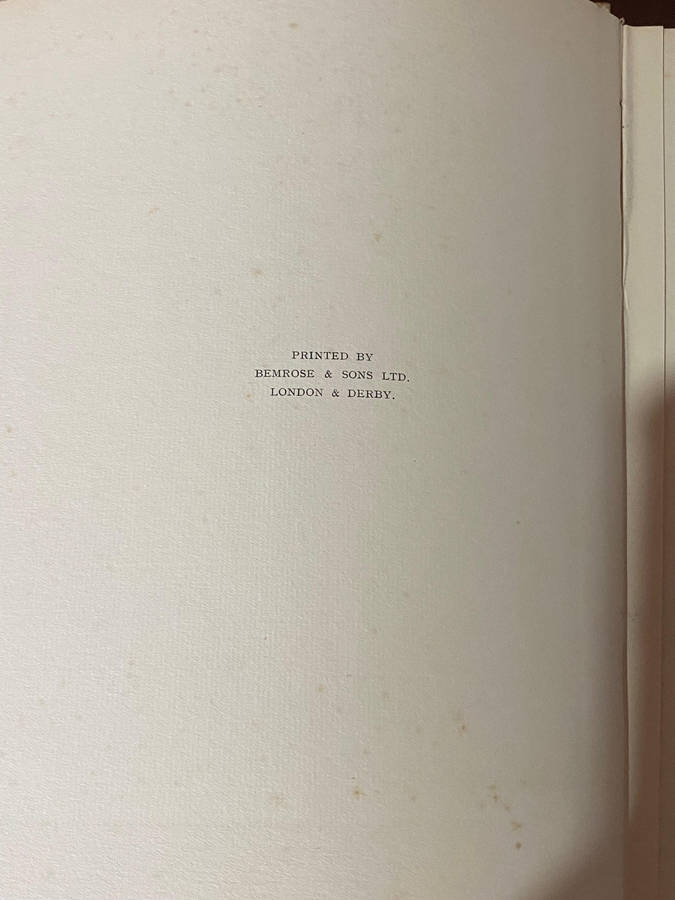 PRINTED BY
BEMROSE & SONS LTD.
LONDON & DERBY.